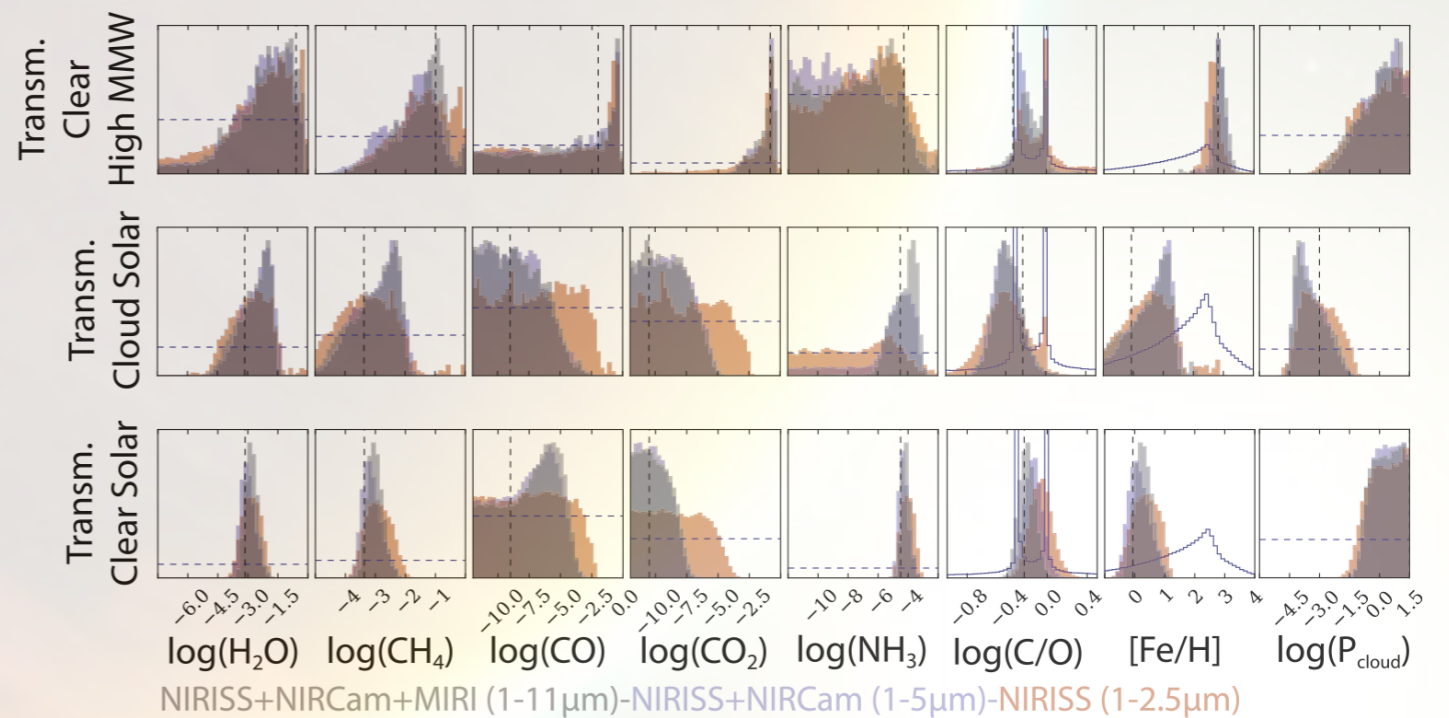 Transm.
Clear
High MMW
Transm.
Cloud Solar
Transm.
Clear Solar
−6.0 −4.5 −3.0 −1.5
−4 −3 −2 −1
−10.0 −7.5 −5.0 −2.5 0.0
−10.0 −7.5 −5.0 −2.5
−10 −8 −6 −4
−0.8 −0.4 0.0 0.4
0 1 2 3 4
−4.5 −3.0 −1.5 0.0 1.5
log(H₂O) log(CH₄) log(CO) log(CO₂) log(NH₃) log(C/O) [Fe/H] log(P_cloud)
NIRISS+NIRCam+MIRI (1-11μm)-NIRISS+NIRCam (1-5μm)-NIRISS (1-2.5μm)